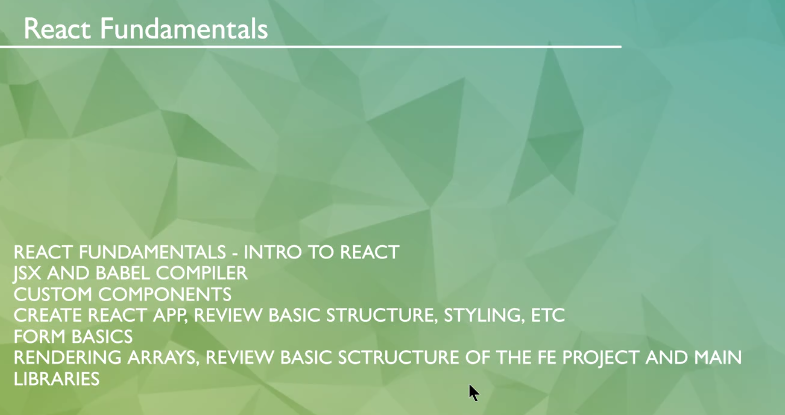 React Fundamentals
REACT FUNDAMENTALS - INTRO TO REACT
JSX AND BABEL COMPILER
CUSTOM COMPONENTS
CREATE REACT APP, REVIEW BASIC STRUCTURE, STYLING, ETC
FORM BASICS
RENDERING ARRAYS, REVIEW BASIC SCTRUCTURE OF THE FE PROJECT AND MAIN
LIBRARIES